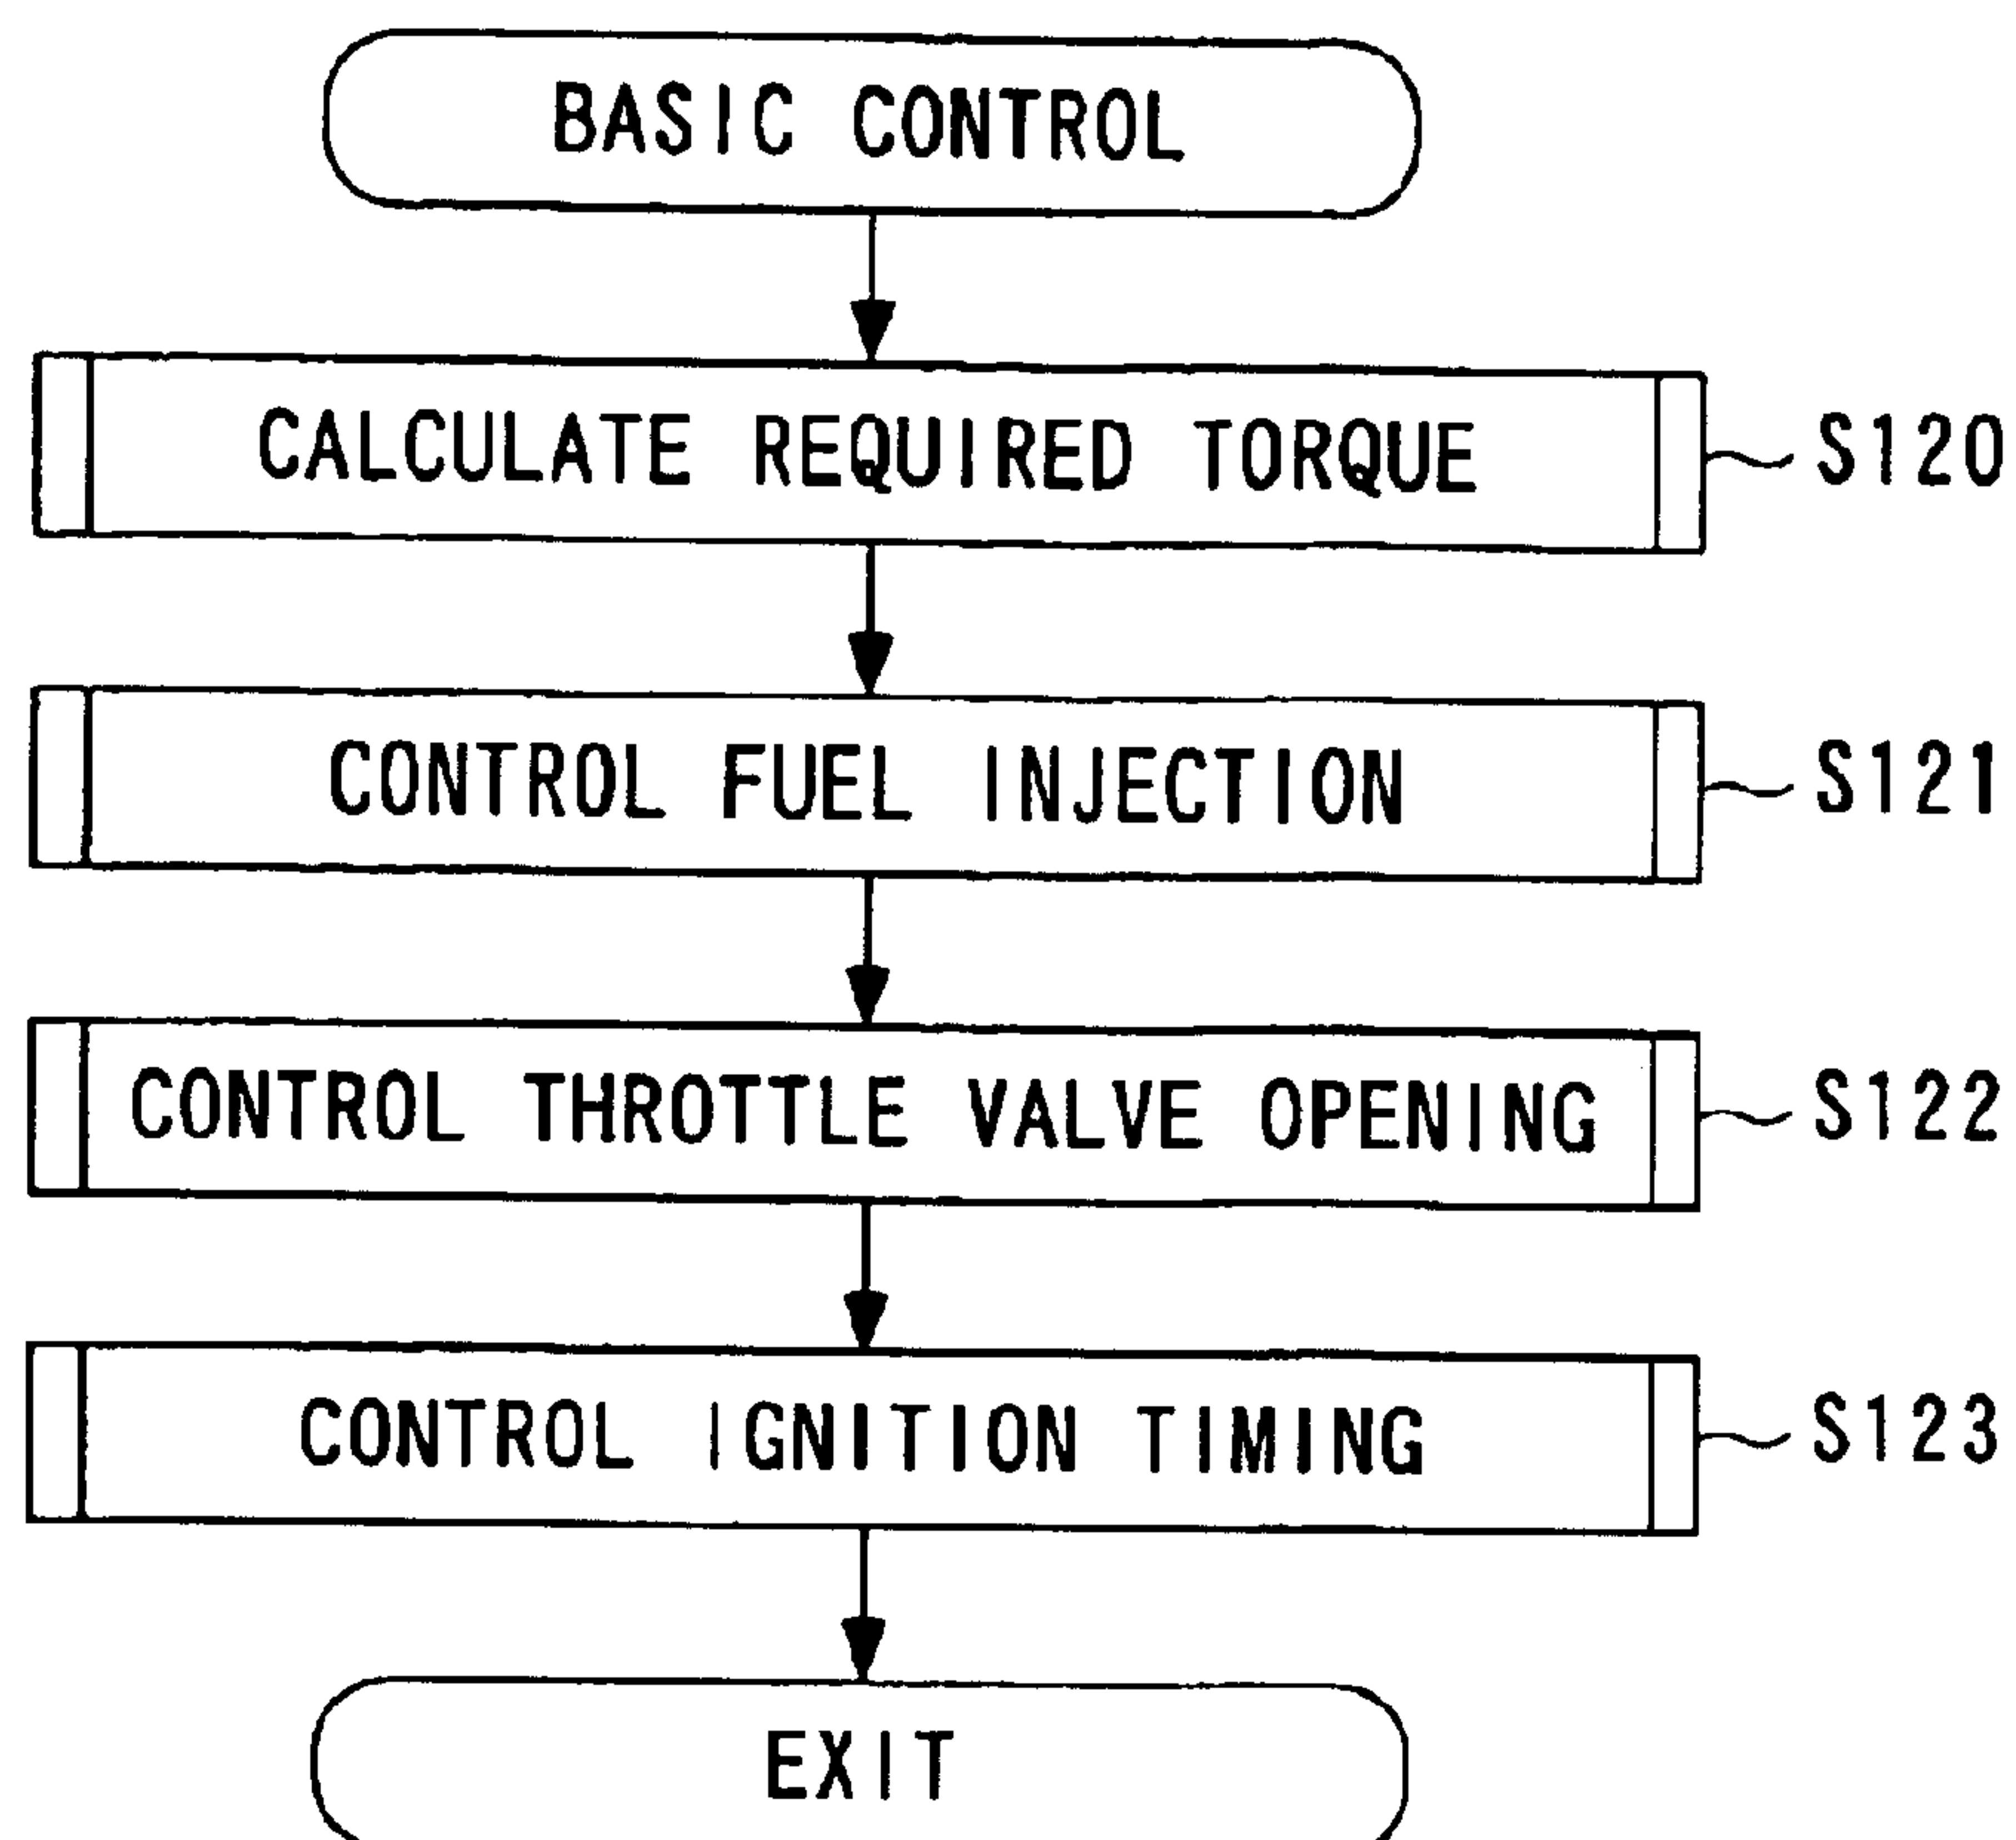 BASIC CONTROL
CALCULATE REQUIRED TORQUE
S120
CONTROL FUEL INJECTION
S121
CONTROL THROTTLE VALVE OPENING
S122
CONTROL IGNITION TIMING
S123
EXIT